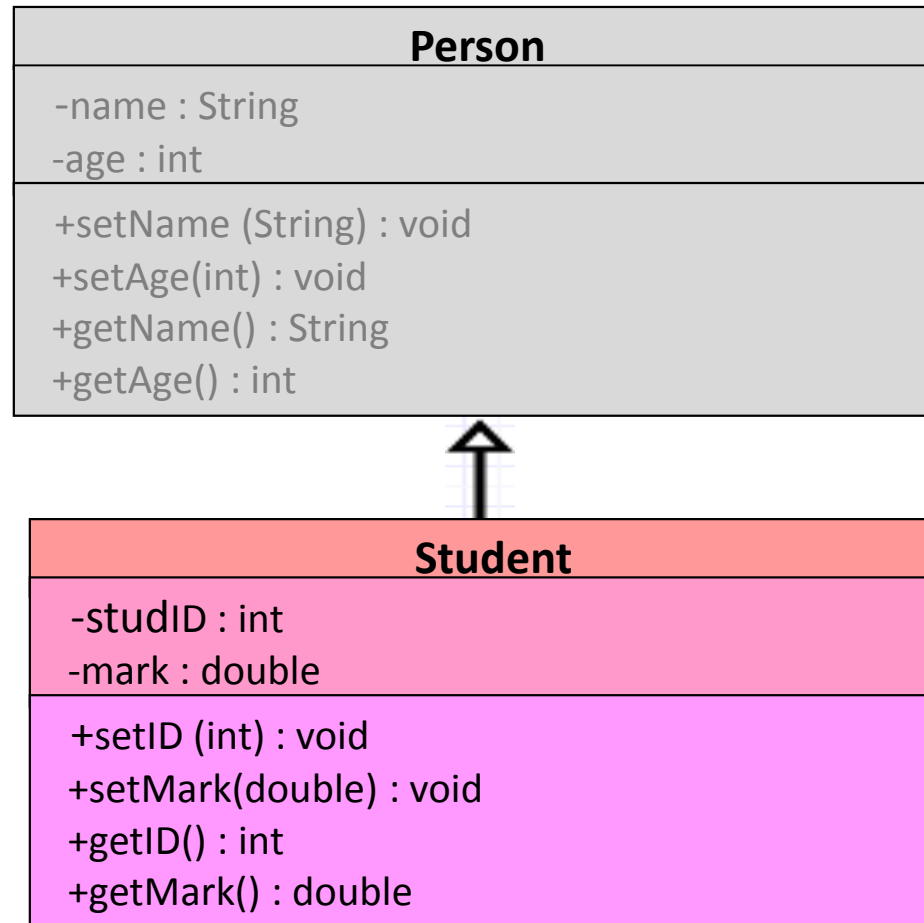 Person
-name : String
-age : int
+setName (String) : void
+setAge(int) : void
+getName() : String
+getAge() : int
Student
-studID : int
-mark : double
+setID (int) : void
+setMark(double) : void
+getID() : int
+getMark() : double